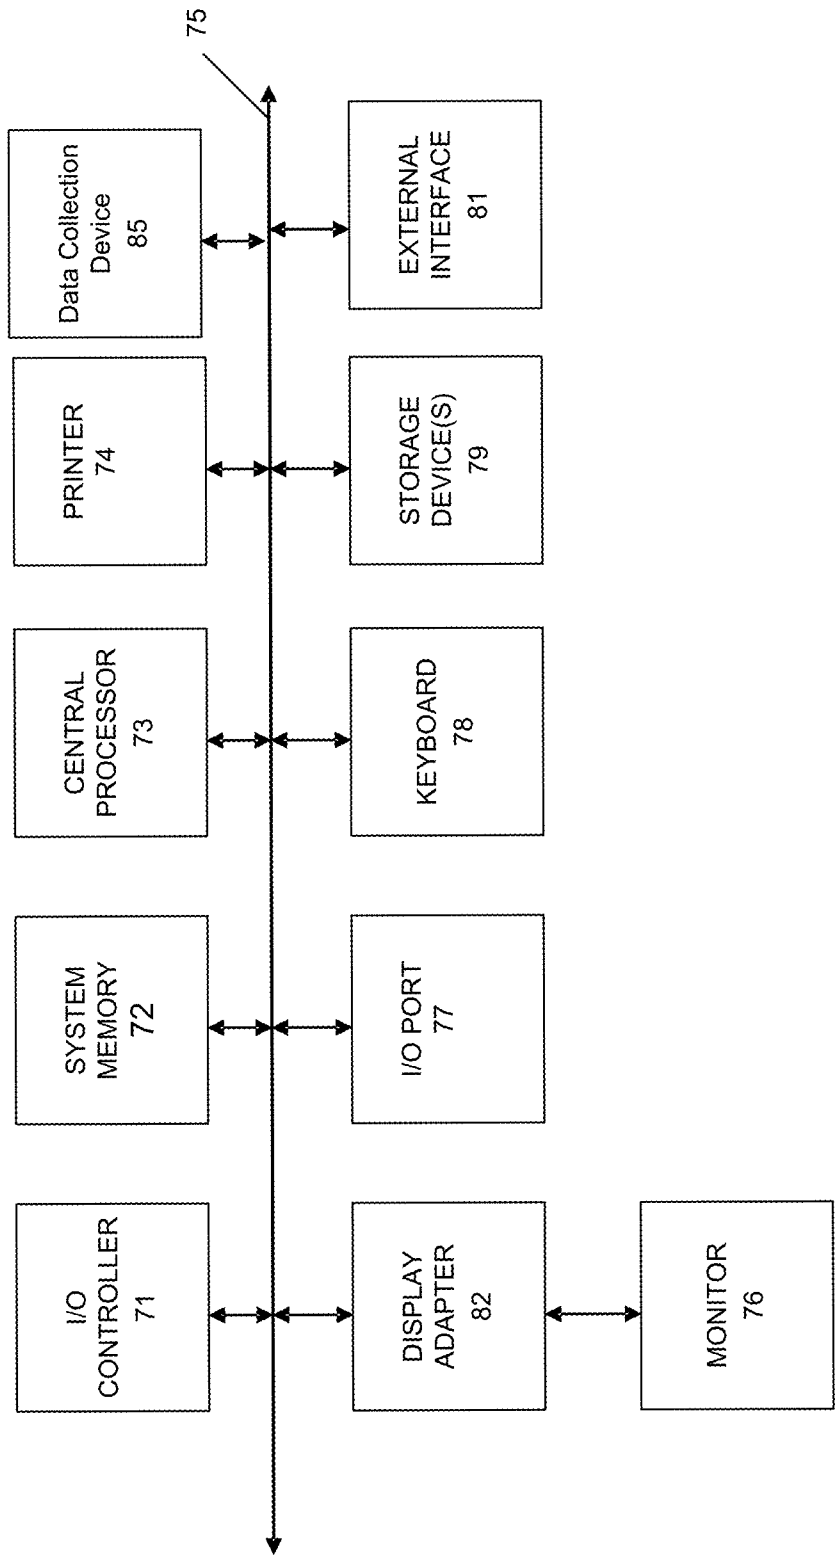 I/O
CONTROLLER
71
SYSTEM
MEMORY
72
CENTRAL
PROCESSOR
73
PRINTER
74
Data Collection
Device
85
75
DISPLAY
ADAPTER
82
I/O PORT
77
KEYBOARD
78
STORAGE
DEVICE(S)
79
EXTERNAL
INTERFACE
81
MONITOR
76